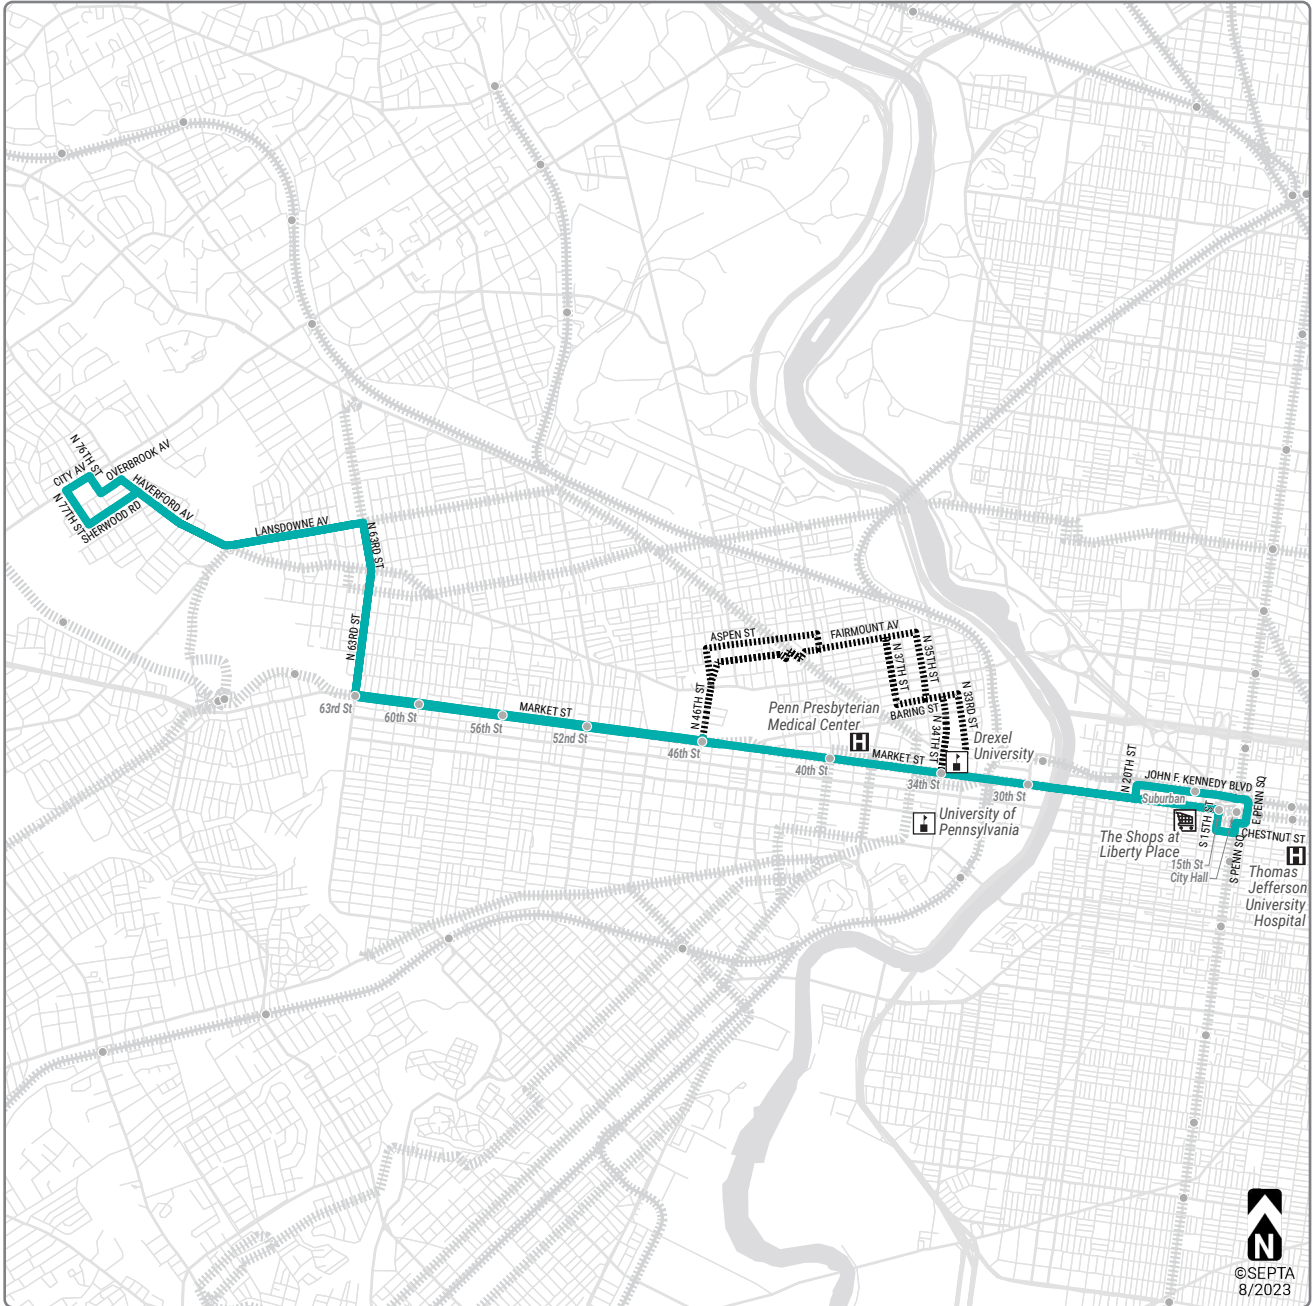 N 76TH ST
OVERBROOK AV
CITY AV
HAVERFORD AV
N 77TH ST
SHERWOOD RD
LANSDOWNE AV
N 63RD ST
N 63RD ST
63rd St
60th St
MARKET ST
56th St
52nd St
ASPEN ST
FAIRMOUNT AV
N 46TH ST
46th St
N 37TH ST
N 35TH ST
BARING ST
N 34TH ST
N 33RD ST
Penn Presbyterian
Medical Center
H
Drexel
University
MARKET ST
40th St
34th St
30th St
University of
Pennsylvania
N 20TH ST
JOHN F. KENNEDY BLVD
Suburban
E PENN SQ
S 15TH ST
The Shops at
Liberty Place
CHESTNUT ST
S PENN SQ
15th St
City Hall
H
Thomas
Jefferson
University
Hospital
N
©SEPTA
8/2023